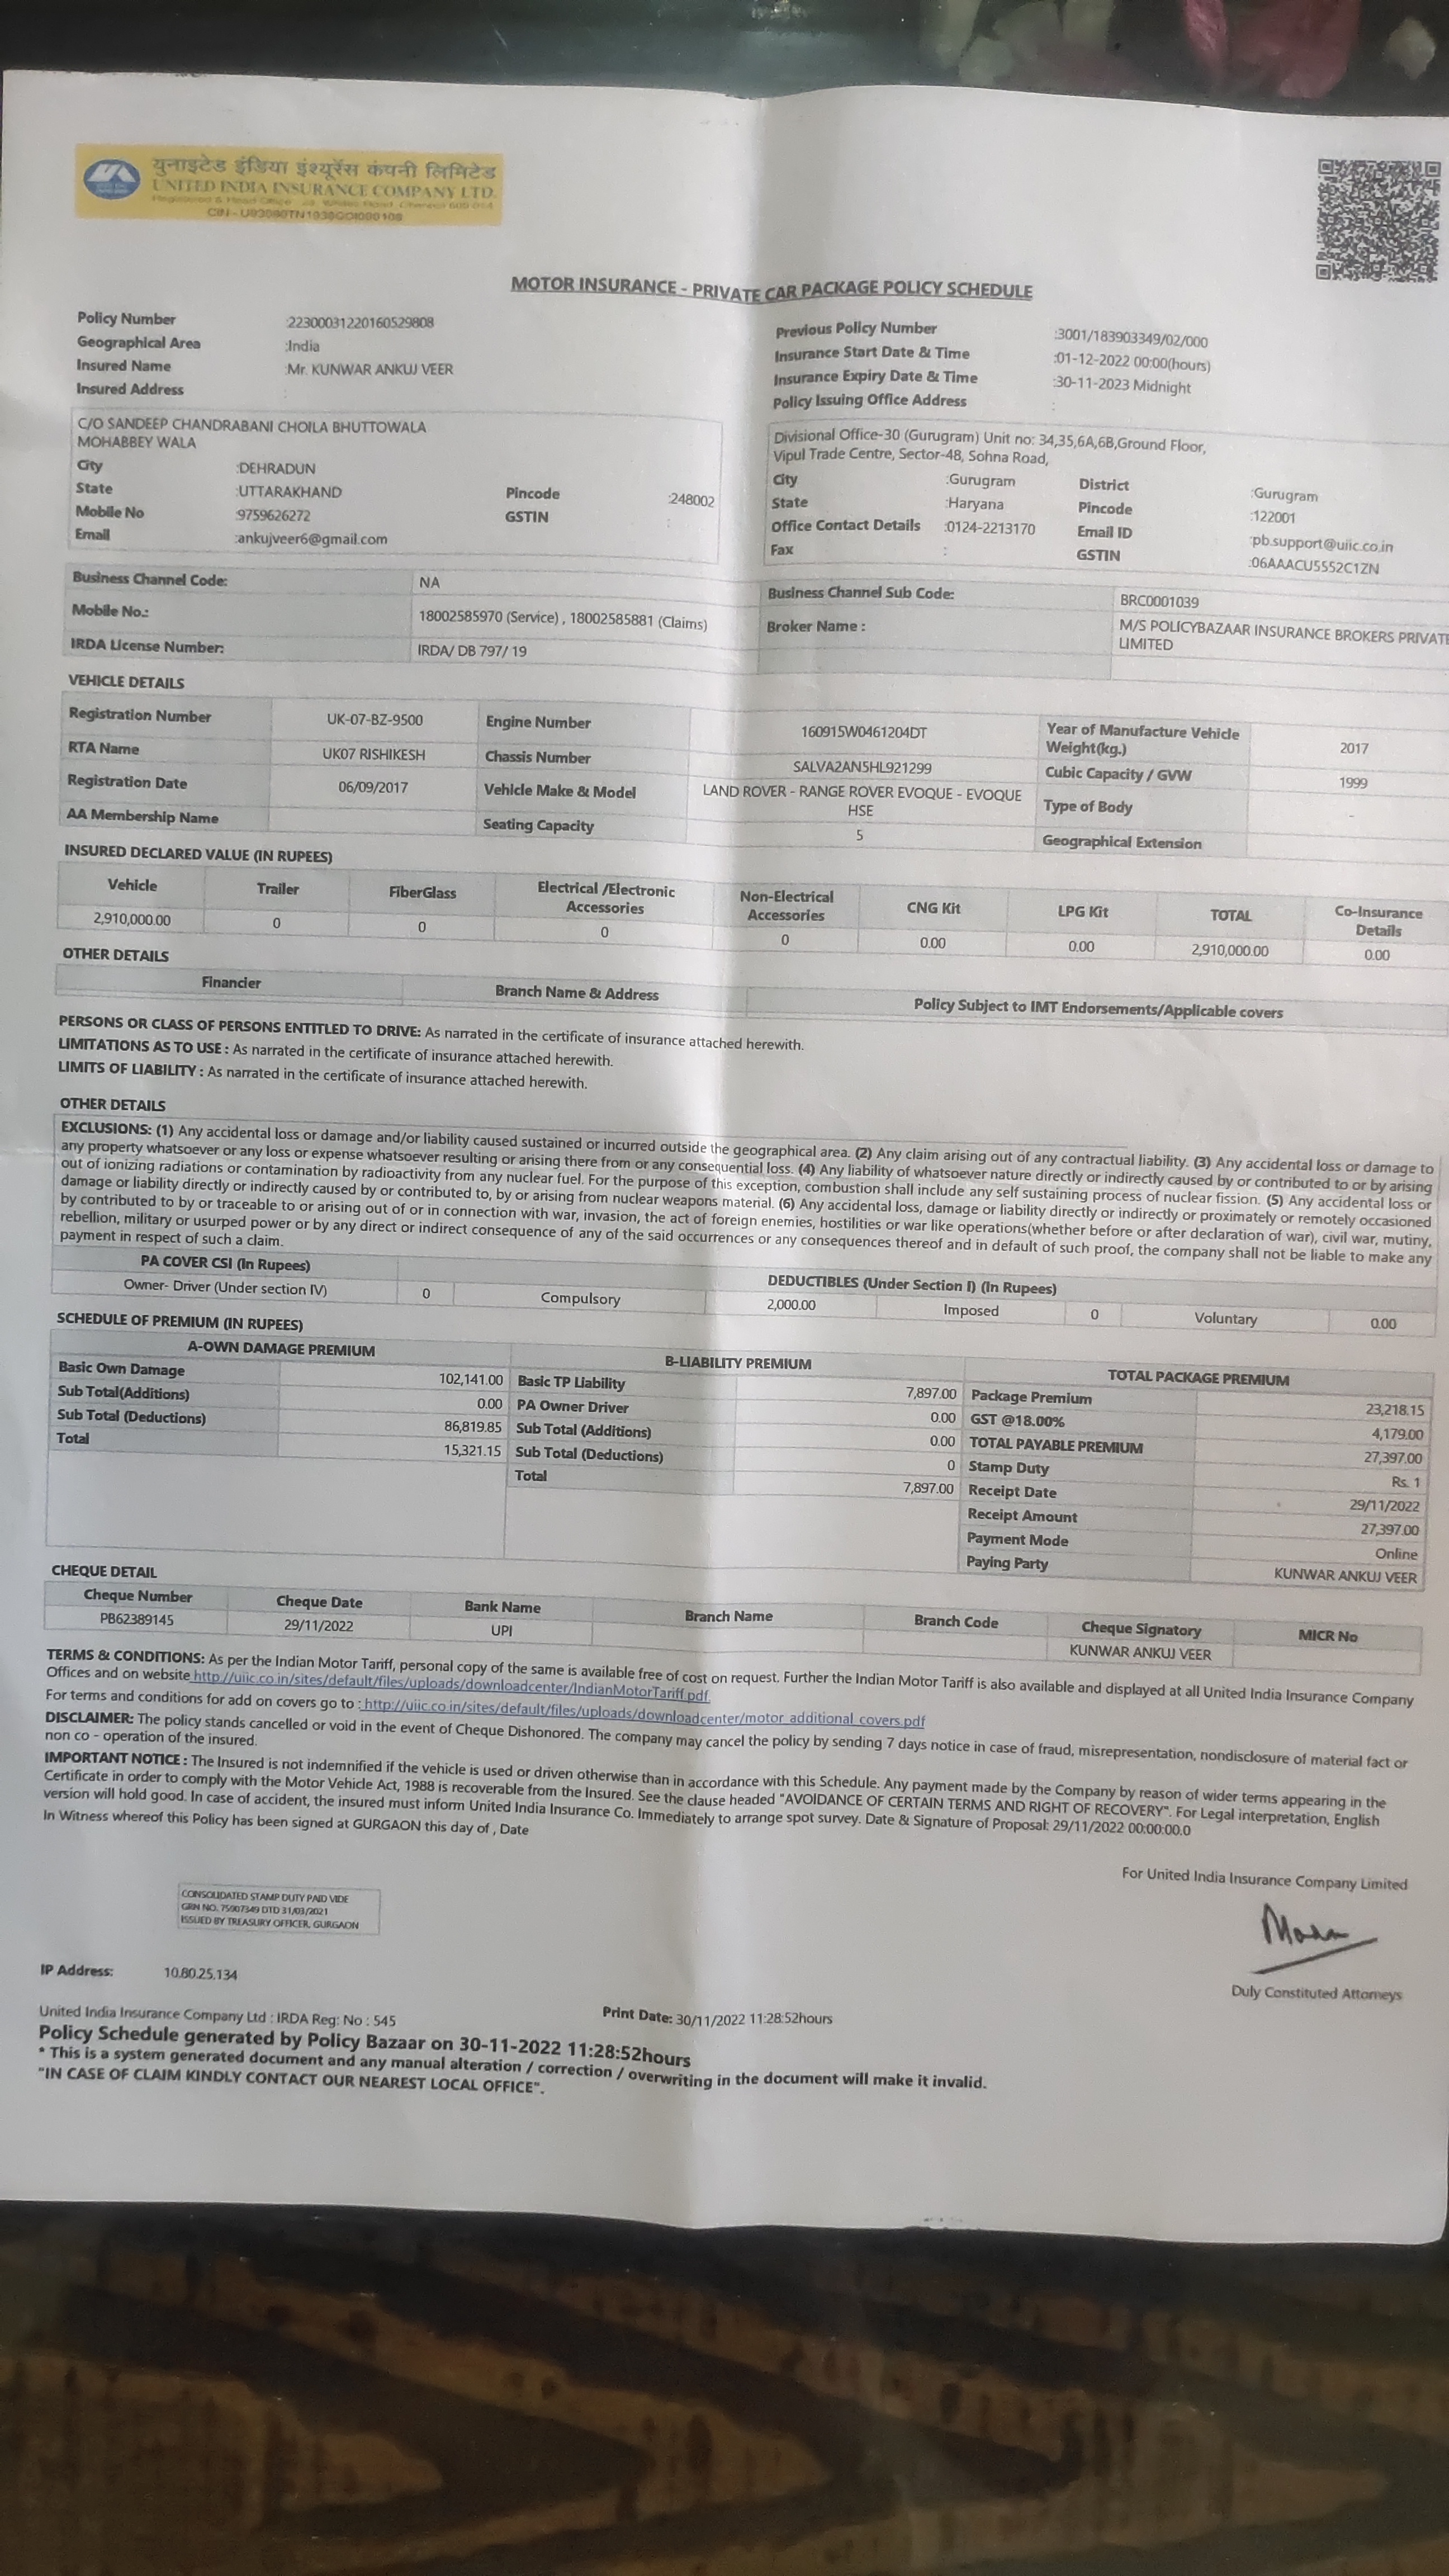 युनाइटेड इंडिया इंश्योरेंस कंपनी लिमिटेड
UNITED INDIA INSURANCE COMPANY LTD.
MOTOR INSURANCE - PRIVATE CAR PACKAGE POLICY SCHEDULE
Policy Number :22300031220160529808
Geographical Area :India
Insured Name :Mr. KUNWAR ANKUJ VEER
Insured Address :
C/O SANDEEP CHANDRABANI CHOILA BHUTTOWALA
MOHABBEY WALA
City :DEHRADUN
State :UTTARAKHAND Pincode :248002
Mobile No :9759626272 GSTIN :
Email :ankujveer6@gmail.com
Previous Policy Number :3001/183903349/02/000
Insurance Start Date & Time :01-12-2022 00:00(hours)
Insurance Expiry Date & Time :30-11-2023 Midnight
Policy Issuing Office Address :
Divisional Office-30 (Gurugram) Unit no: 34,35,6A,6B,Ground Floor,
Vipul Trade Centre, Sector-48, Sohna Road,
City :Gurugram District :Gurugram
State :Haryana Pincode :122001
Office Contact Details :0124-2213170 Email ID :pb.support@uiic.co.in
Fax : GSTIN :06AAACU5552C1ZN
Business Channel Code: NA Business Channel Sub Code: BRC0001039
Mobile No.: 18002585970 (Service) , 18002585881 (Claims) Broker Name : M/S POLICYBAZAAR INSURANCE BROKERS PRIVATE
LIMITED
IRDA License Number: IRDA/ DB 797/ 19
VEHICLE DETAILS
Registration Number UK-07-BZ-9500 Engine Number 160915W0461204DT Year of Manufacture Vehicle 2017
Weight(kg.)
RTA Name UK07 RISHIKESH Chassis Number SALVA2AN5HL921299 Cubic Capacity / GVW 1999
Registration Date 06/09/2017 Vehicle Make & Model LAND ROVER - RANGE ROVER EVOQUE - EVOQUE Type of Body -
HSE
AA Membership Name Seating Capacity 5 Geographical Extension
INSURED DECLARED VALUE (IN RUPEES)
Vehicle Trailer FiberGlass Electrical /Electronic Accessories Non-Electrical Accessories CNG Kit LPG Kit TOTAL Co-Insurance Details
2,910,000.00 0 0 0 0 0.00 0.00 2,910,000.00 0.00
OTHER DETAILS
Financier Branch Name & Address Policy Subject to IMT Endorsements/Applicable covers
PERSONS OR CLASS OF PERSONS ENTITLED TO DRIVE: As narrated in the certificate of insurance attached herewith.
LIMITATIONS AS TO USE : As narrated in the certificate of insurance attached herewith.
LIMITS OF LIABILITY : As narrated in the certificate of insurance attached herewith.
OTHER DETAILS
EXCLUSIONS: (1) Any accidental loss or damage and/or liability caused sustained or incurred outside the geographical area. (2) Any claim arising out of any contractual liability. (3) Any accidental loss or damage to
any property whatsoever or any loss or expense whatsoever resulting or arising there from or any consequential loss. (4) Any liability of whatsoever nature directly or indirectly caused by or contributed to or by arising
out of ionizing radiations or contamination by radioactivity from any nuclear fuel. For the purpose of this exception, combustion shall include any self sustaining process of nuclear fission. (5) Any accidental loss or
damage or liability directly or indirectly caused by or contributed to, by or arising from nuclear weapons material. (6) Any accidental loss, damage or liability directly or indirectly or proximately or remotely occasioned
by contributed to by or traceable to or arising out of or in connection with war, invasion, the act of foreign enemies, hostilities or war like operations(whether before or after declaration of war), civil war, mutiny,
rebellion, military or usurped power or by any direct or indirect consequence of any of the said occurrences or any consequences thereof and in default of such proof, the company shall not be liable to make any
payment in respect of such a claim.
PA COVER CSI (In Rupees) DEDUCTIBLES (Under Section I) (In Rupees)
Owner- Driver (Under section IV) 0 Compulsory 2,000.00 Imposed 0 Voluntary 0.00
SCHEDULE OF PREMIUM (IN RUPEES)
A-OWN DAMAGE PREMIUM B-LIABILITY PREMIUM TOTAL PACKAGE PREMIUM
Basic Own Damage 102,141.00 Basic TP Liability 7,897.00 Package Premium 23,218.15
Sub Total(Additions) 0.00 PA Owner Driver 0.00 GST @18.00% 4,179.00
Sub Total (Deductions) 86,819.85 Sub Total (Additions) 0.00 TOTAL PAYABLE PREMIUM 27,397.00
Total 15,321.15 Sub Total (Deductions) 0 Stamp Duty Rs. 1
Total 7,897.00 Receipt Date 29/11/2022
Receipt Amount 27,397.00
Payment Mode Online
Paying Party KUNWAR ANKUJ VEER
CHEQUE DETAIL
Cheque Number Cheque Date Bank Name Branch Name Branch Code Cheque Signatory MICR No
PB62389145 29/11/2022 UPI KUNWAR ANKUJ VEER
TERMS & CONDITIONS: As per the Indian Motor Tariff, personal copy of the same is available free of cost on request. Further the Indian Motor Tariff is also available and displayed at all United India Insurance Company
Offices and on website http://uiic.co.in/sites/default/files/uploads/downloadcenter/IndianMotorTariff.pdf.
For terms and conditions for add on covers go to : http://uiic.co.in/sites/default/files/uploads/downloadcenter/motor_additional_covers.pdf
DISCLAIMER: The policy stands cancelled or void in the event of Cheque Dishonored. The company may cancel the policy by sending 7 days notice in case of fraud, misrepresentation, nondisclosure of material fact or
non co - operation of the insured.
IMPORTANT NOTICE : The Insured is not indemnified if the vehicle is used or driven otherwise than in accordance with this Schedule. Any payment made by the Company by reason of wider terms appearing in the
Certificate in order to comply with the Motor Vehicle Act, 1988 is recoverable from the Insured. See the clause headed "AVOIDANCE OF CERTAIN TERMS AND RIGHT OF RECOVERY". For Legal interpretation, English
version will hold good. In case of accident, the insured must inform United India Insurance Co. Immediately to arrange spot survey. Date & Signature of Proposal: 29/11/2022 00:00:00.0
In Witness whereof this Policy has been signed at GURGAON this day of , Date
For United India Insurance Company Limited
CONSOLIDATED STAMP DUTY PAID VIDE
GRN NO. 75907349 DTD 31/03/2021
ISSUED BY TREASURY OFFICER, GURGAON
Duly Constituted Attorneys
IP Address: 10.80.25.134
United India Insurance Company Ltd : IRDA Reg: No : 545 Print Date: 30/11/2022 11:28:52hours
Policy Schedule generated by Policy Bazaar on 30-11-2022 11:28:52hours
* This is a system generated document and any manual alteration / correction / overwriting in the document will make it invalid.
"IN CASE OF CLAIM KINDLY CONTACT OUR NEAREST LOCAL OFFICE".